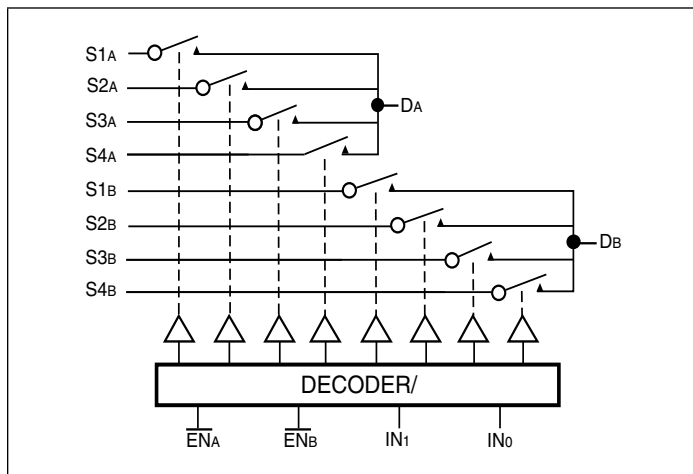 S1A
S2A
S3A
DA
S4A
S1B
S2B
DB
S3B
S4B
DECODER/
ENA ENB IN1 IN0